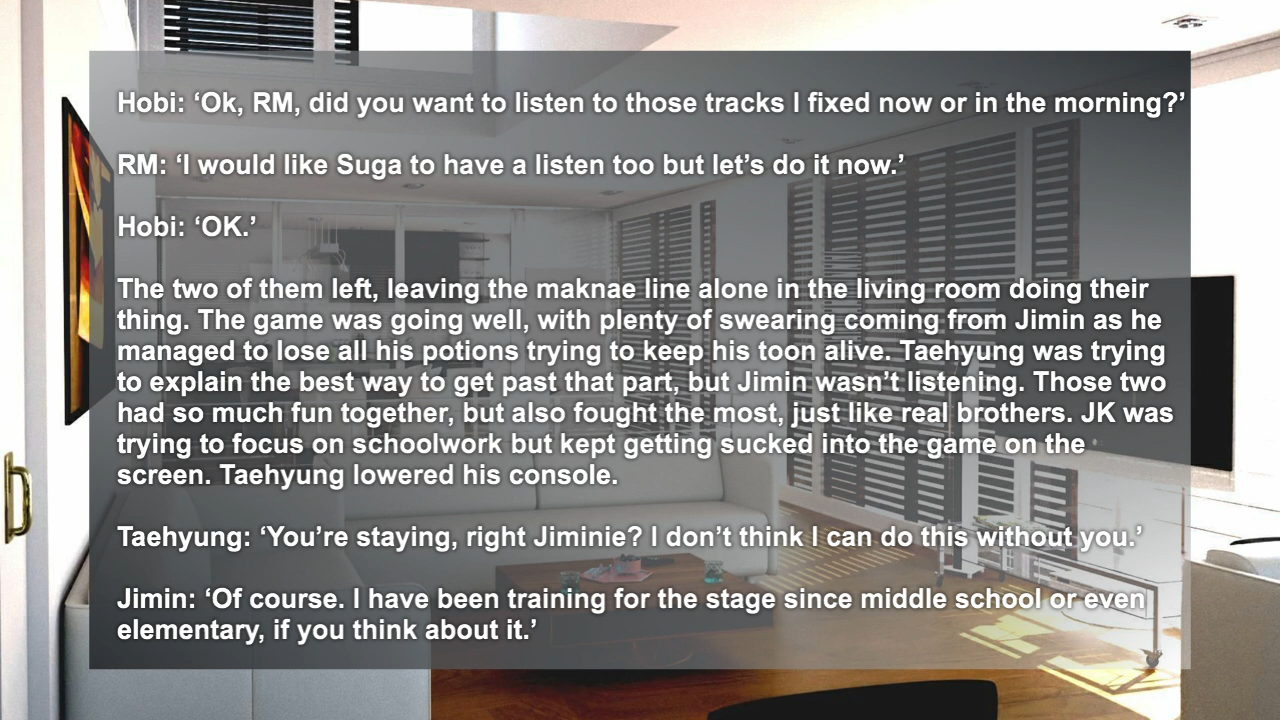 Hobi: ‘Ok, RM, did you want to listen to those tracks I fixed now or in the morning?’
RM: ‘I would like Suga to have a listen too but let’s do it now.’
Hobi: ‘OK.’
The two of them left, leaving the maknae line alone in the living room doing their
thing. The game was going well, with plenty of swearing coming from Jimin as he
managed to lose all his potions trying to keep his toon alive. Taehyung was trying
to explain the best way to get past that part, but Jimin wasn’t listening. Those two
had so much fun together, but also fought the most, just like real brothers. JK was
trying to focus on schoolwork but kept getting sucked into the game on the
screen. Taehyung lowered his console.
Taehyung: ‘You’re staying, right Jiminie? I don’t think I can do this without you.’
Jimin: ‘Of course. I have been training for the stage since middle school or even
elementary, if you think about it.’